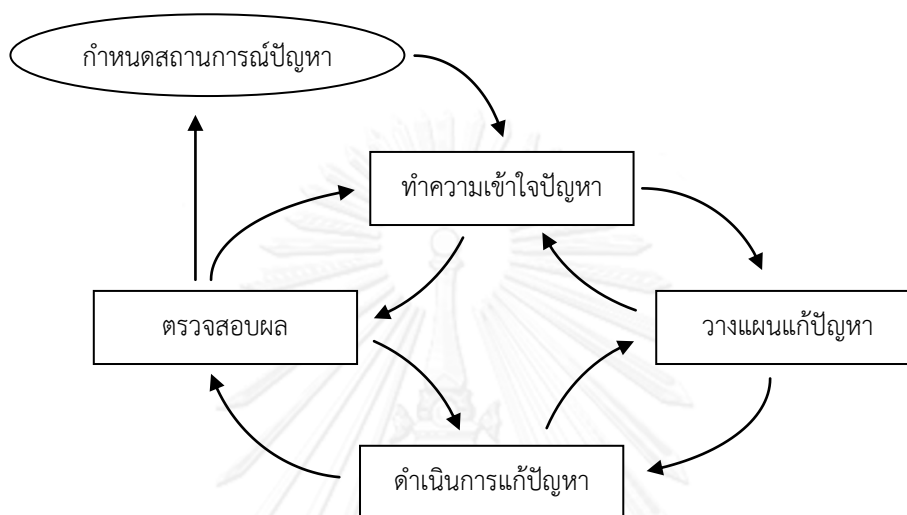 กำหนดสถานการณ์ปัญหา
ทำความเข้าใจปัญหา
ตรวจสอบผล
วางแผนแก้ปัญหา
ดำเนินการแก้ปัญหา